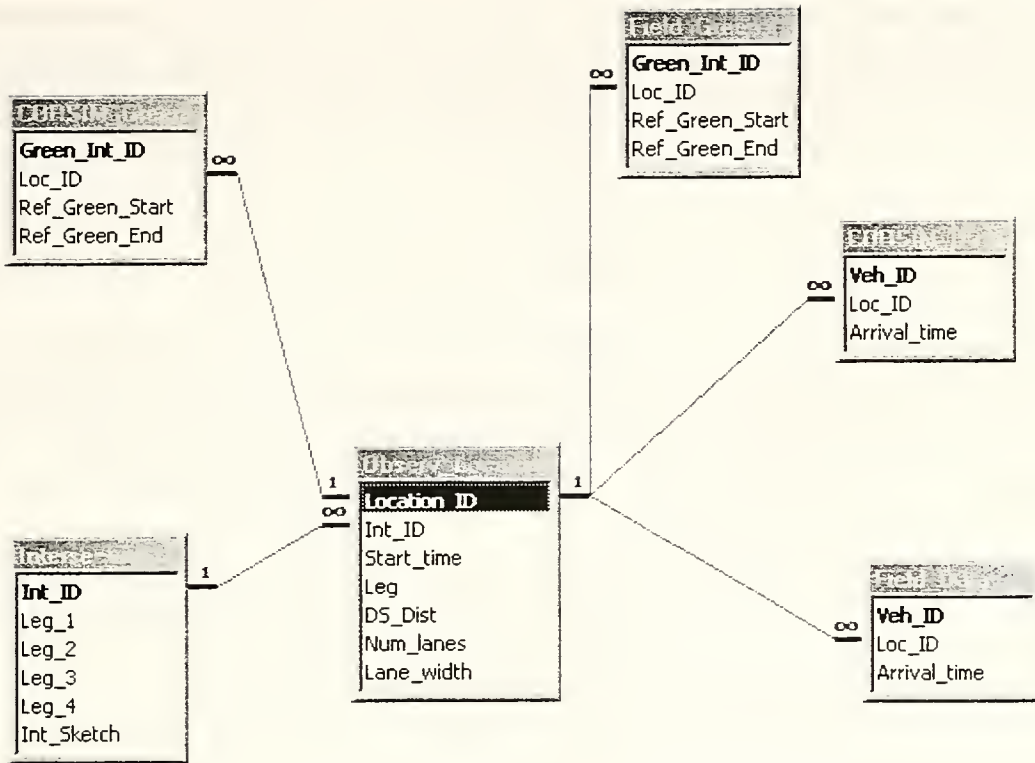 Green_Int_ID
Loc_ID
Ref_Green_Start
Ref_Green_End
∞
Green_Int_ID
Loc_ID
Ref_Green_Start
Ref_Green_End
∞
Veh_ID
Loc_ID
Arrival_time
∞
Location_ID
Int_ID
Start_time
Leg
DS_Dist
Num_lanes
Lane_width
1
∞
1
Int_ID
Leg_1
Leg_2
Leg_3
Leg_4
Int_Sketch
1
Veh_ID
Loc_ID
Arrival_time
∞